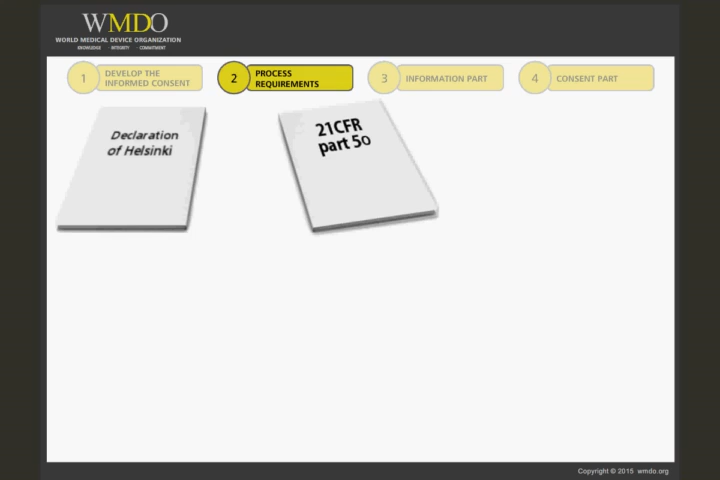 WMDO
WORLD MEDICAL DEVICE ORGANIZATION
KNOWLEDGE · INTEGRITY · COMMITMENT
1 DEVELOP THE
INFORMED CONSENT
2 PROCESS
REQUIREMENTS
3 INFORMATION PART
4 CONSENT PART
Declaration
of Helsinki
21CFR
part 50
Copyright © 2015 wmdo.org